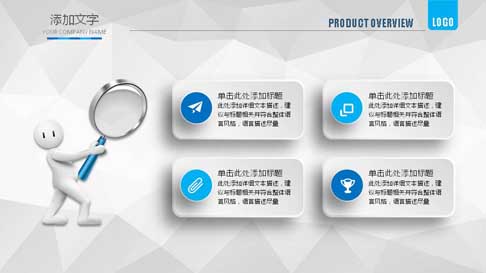 添加文字
YOUR COMPANY NAME
PRODUCT OVERVIEW
LOGO
单击此处添加标题
此处添加详细文本描述，建
议与标题相关并符合整体语
言风格，语言描述尽量
单击此处添加标题
此处添加详细文本描述，建
议与标题相关并符合整体语
言风格，语言描述尽量
单击此处添加标题
此处添加详细文本描述，建
议与标题相关并符合整体语
言风格，语言描述尽量
单击此处添加标题
此处添加详细文本描述，建
议与标题相关并符合整体语
言风格，语言描述尽量